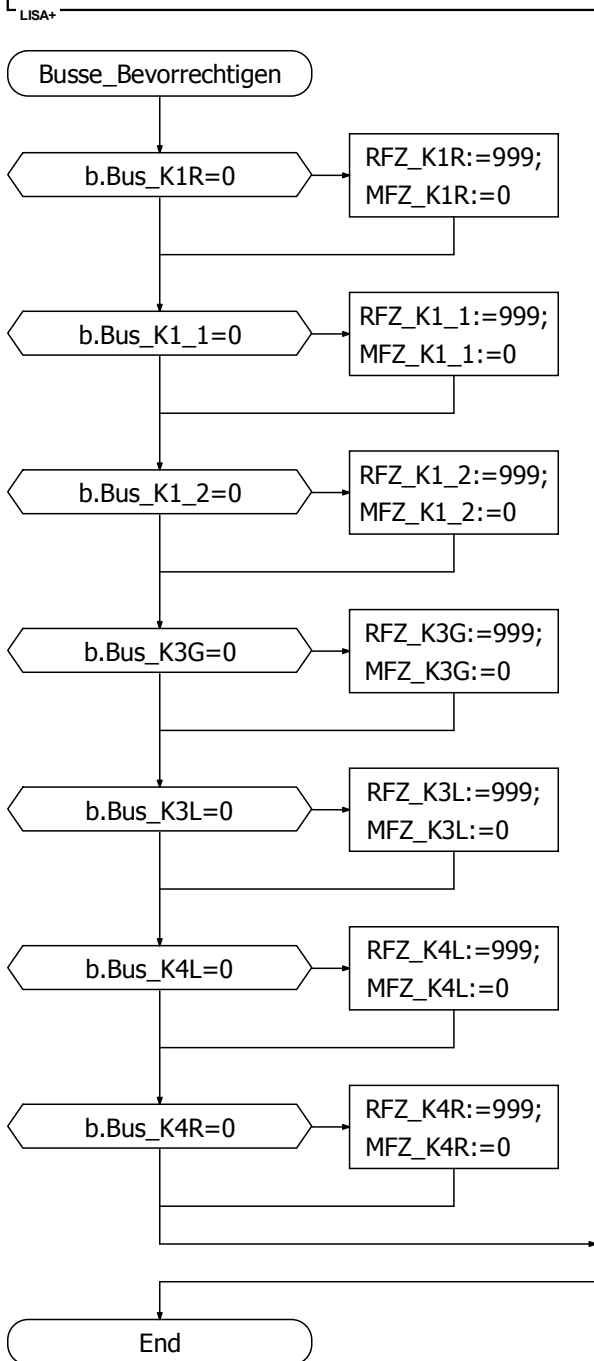 LISA+
Busse_Bevorrechtigen
b.Bus_K1R=0
RFZ_K1R:=999;
MFZ_K1R:=0
b.Bus_K1_1=0
RFZ_K1_1:=999;
MFZ_K1_1:=0
b.Bus_K1_2=0
RFZ_K1_2:=999;
MFZ_K1_2:=0
b.Bus_K3G=0
RFZ_K3G:=999;
MFZ_K3G:=0
b.Bus_K3L=0
RFZ_K3L:=999;
MFZ_K3L:=0
b.Bus_K4L=0
RFZ_K4L:=999;
MFZ_K4L:=0
b.Bus_K4R=0
RFZ_K4R:=999;
MFZ_K4R:=0
End